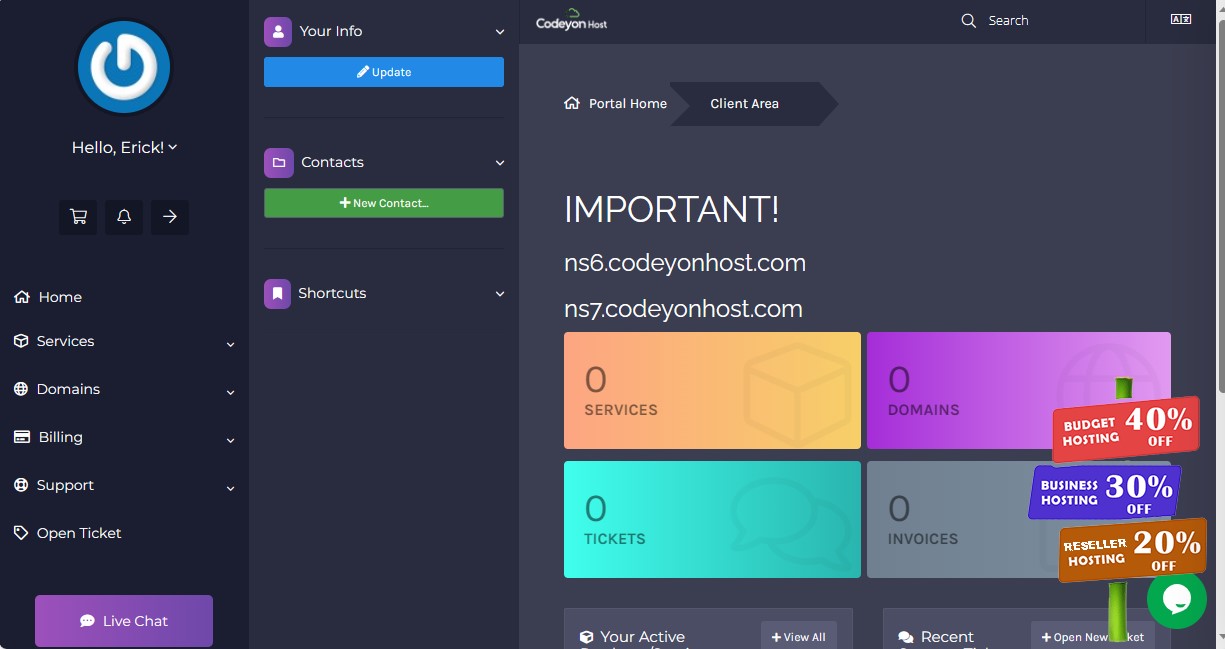 Hello, Erick!
Home
Services
Domains
Billing
Support
Open Ticket
Live Chat
Your Info
Update
Contacts
New Contact...
Shortcuts
Codeyon Host
Search
Portal Home
Client Area
IMPORTANT!
ns6.codeyonhost.com
ns7.codeyonhost.com
0
SERVICES
0
DOMAINS
0
TICKETS
0
INVOICES
BUDGET HOSTING 40% OFF
BUSINESS HOSTING 30% OFF
RESELLER HOSTING 20% OFF
Your Active
View All
Recent
Open New